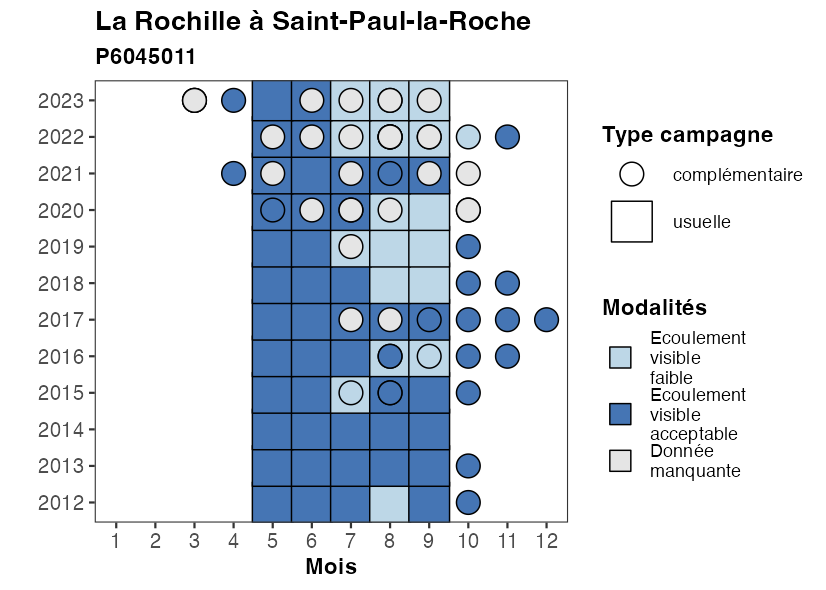 La Rochille à Saint-Paul-la-Roche
P6045011
2023
2022
2021
2020
2019
2018
2017
2016
2015
2014
2013
2012
1 2 3 4 5 6 7 8 9 10 11 12
Mois
Type campagne
complémentaire
usuelle
Modalités
Ecoulement
visible
faible
Ecoulement
visible
acceptable
Donnée
manquante